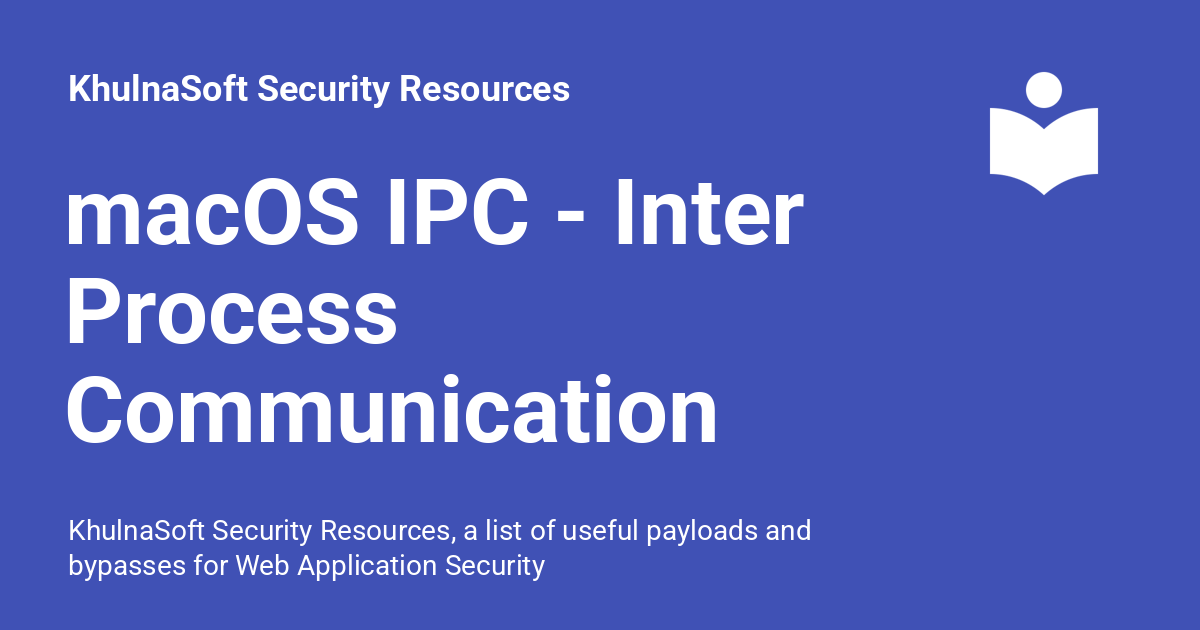 KhulnaSoft Security Resources
macOS IPC - Inter
Process
Communication
KhulnaSoft Security Resources, a list of useful payloads and
bypasses for Web Application Security